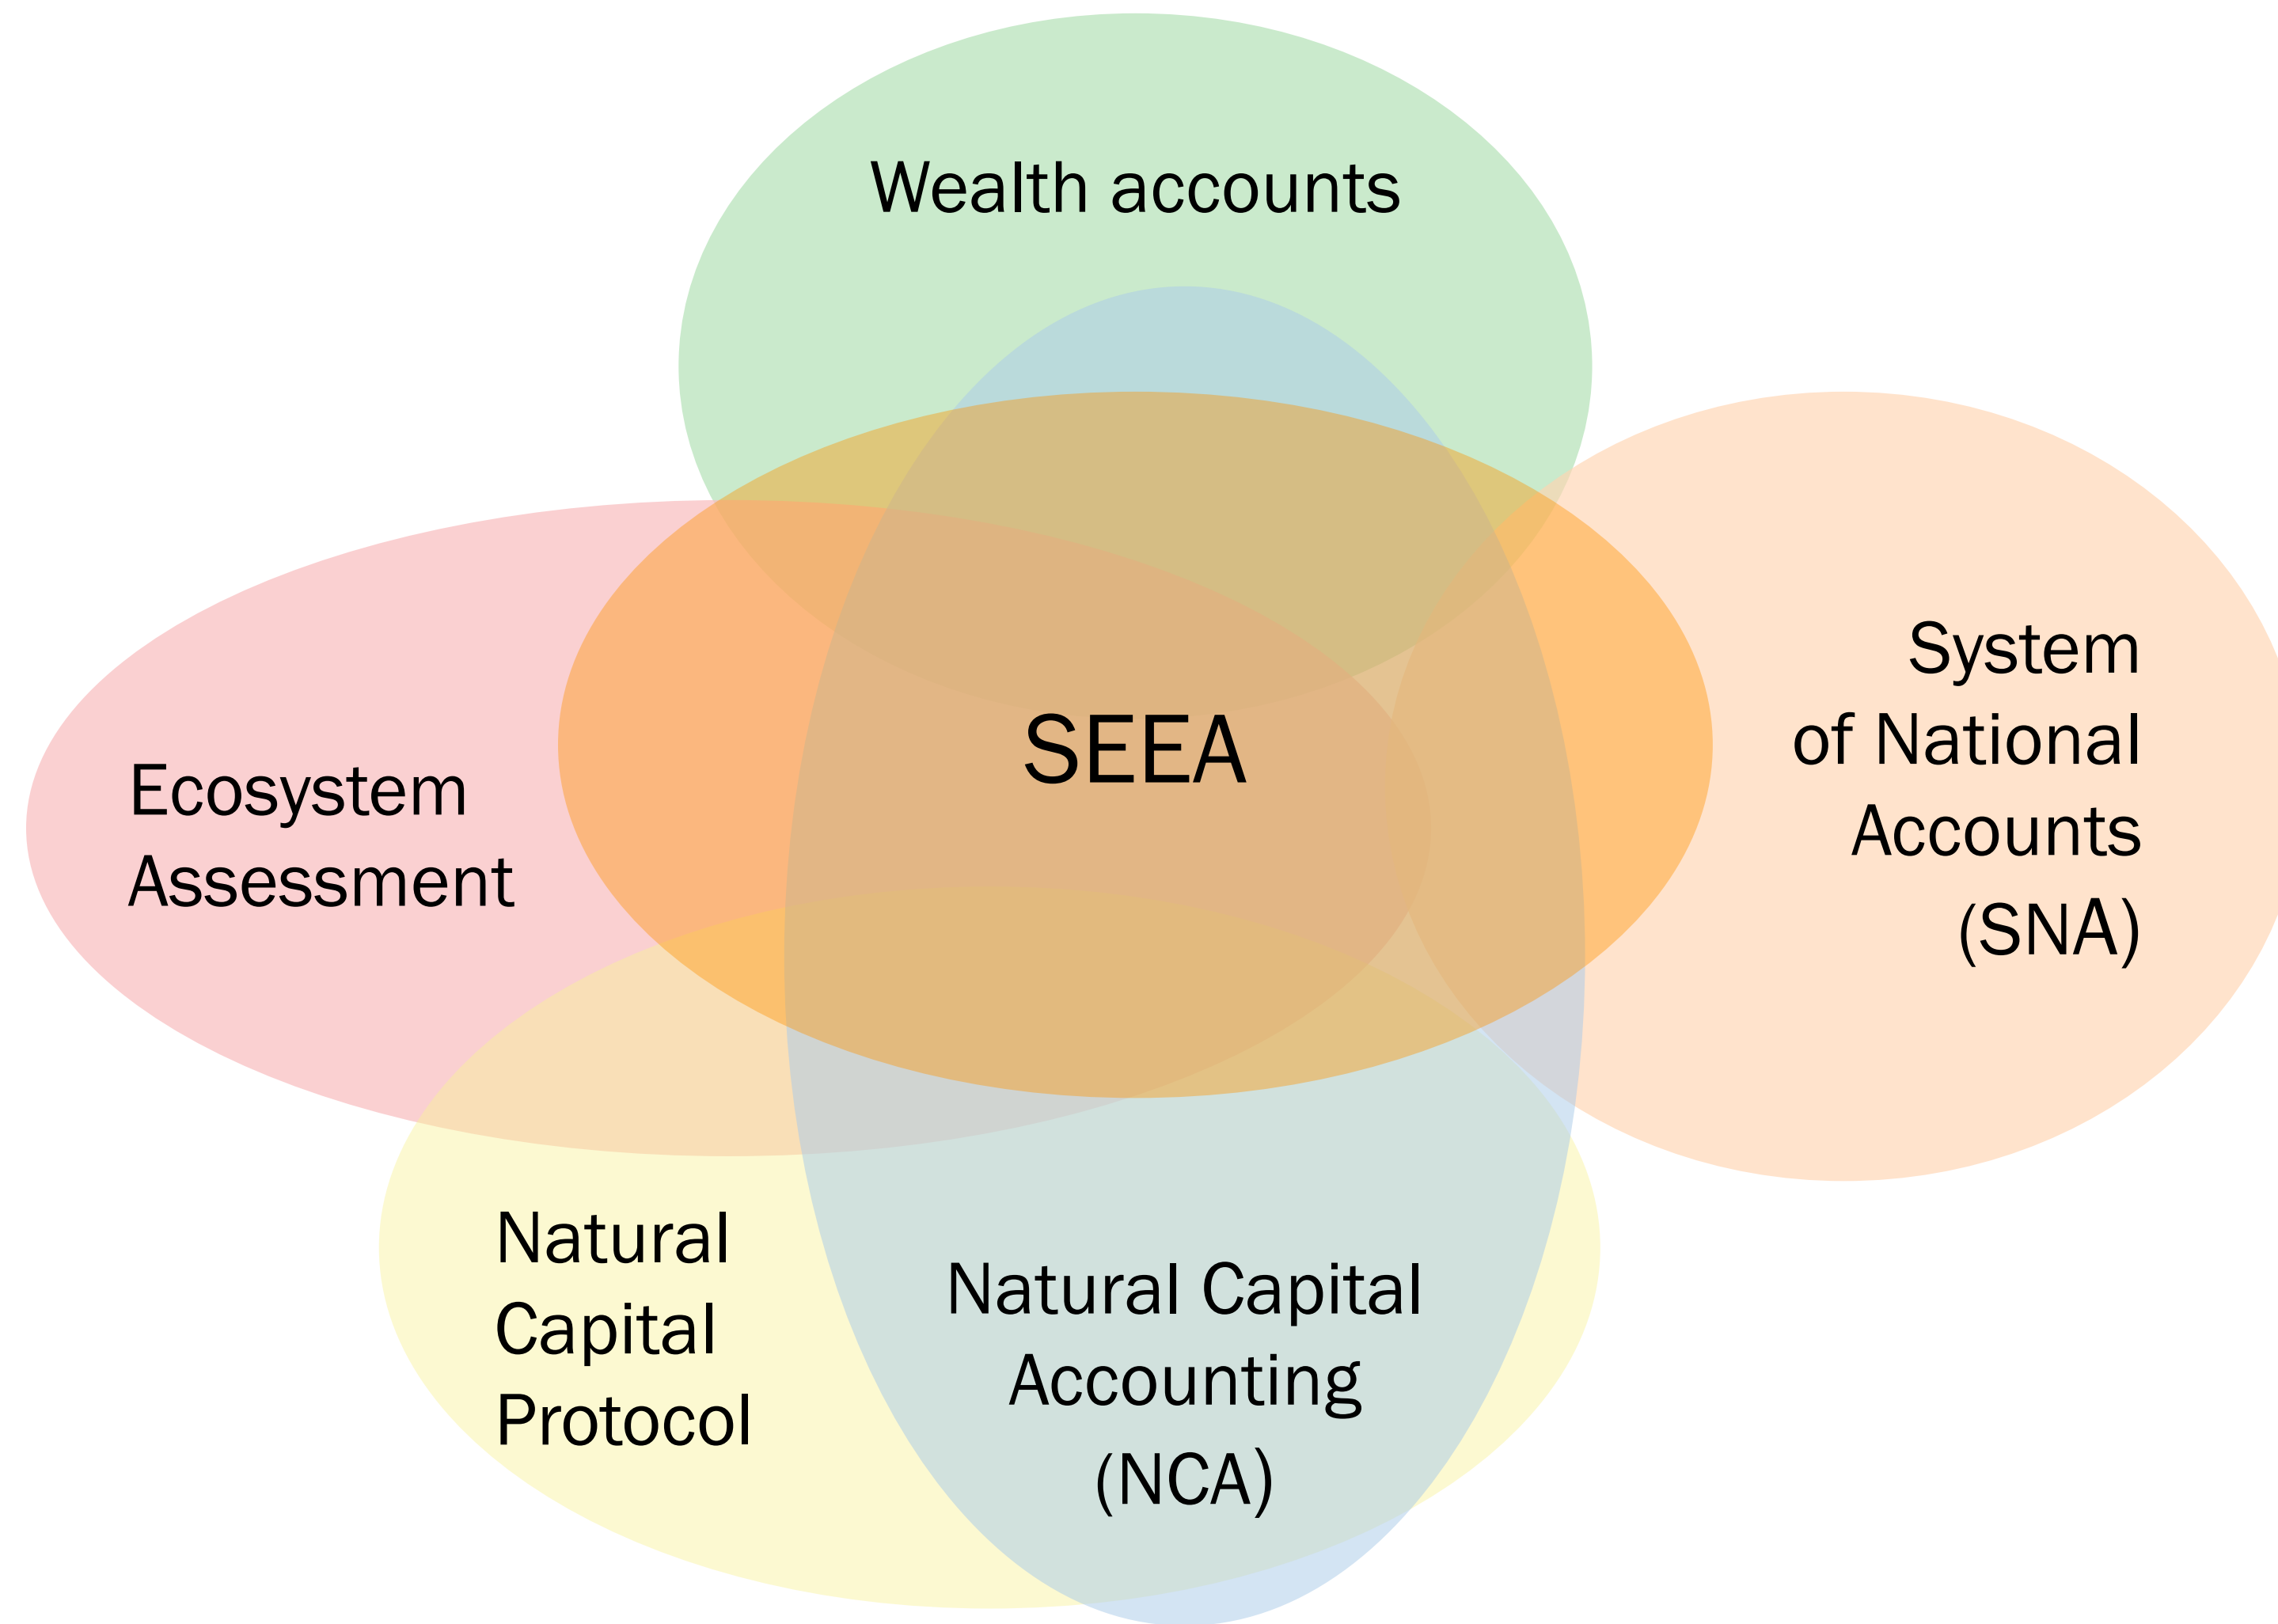 Wealth accounts
SEEA
System
of National
Accounts
(SNA)
Ecosystem
Assessment
Natural
Capital
Protocol
Natural Capital
Accounting
(NCA)